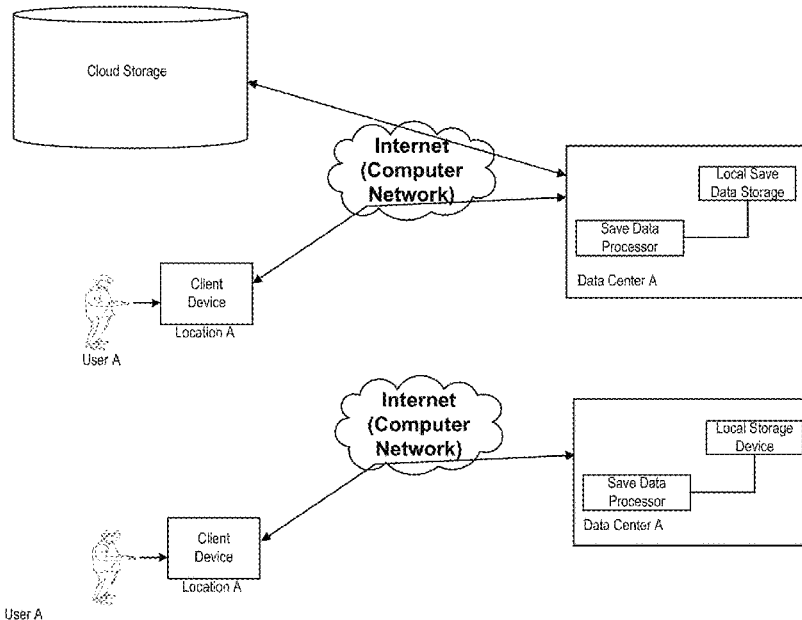 Cloud Storage
Internet
(Computer
Network)
Local Save
Data Storage
Save Data
Processor
Data Center A
Client
Device
Location A
User A
Internet
(Computer
Network)
Local Storage
Device
Save Data
Processor
Data Center A
Client
Device
Location A
User A